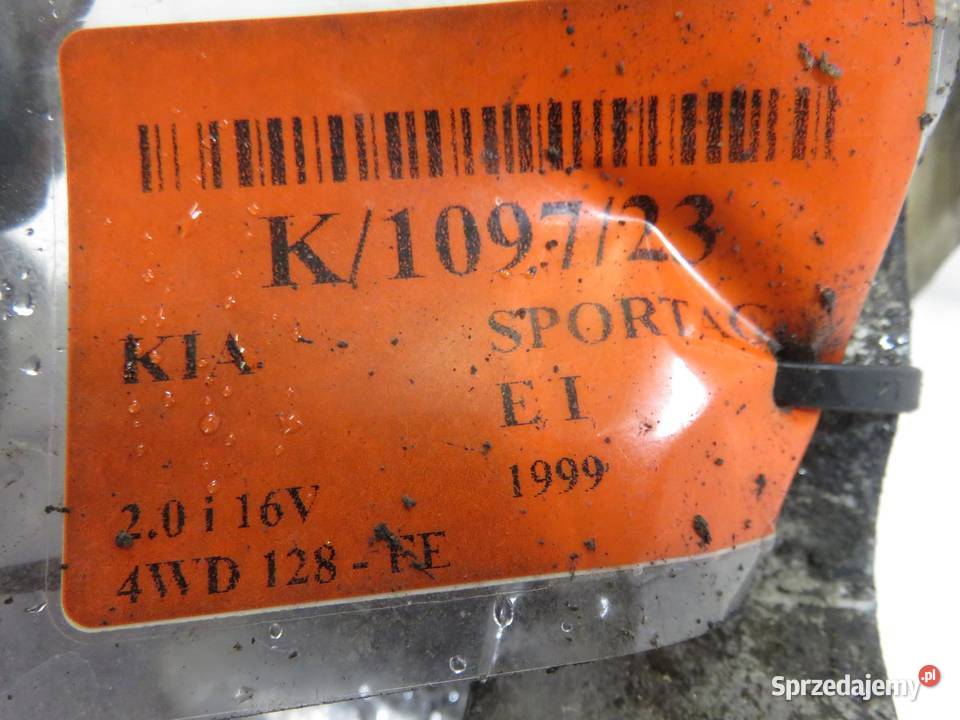 K/1097/23
KIA
SPORTAG
E I
1999
2.0 i 16V
4WD 128 - FE
Sprzedajemy.pl